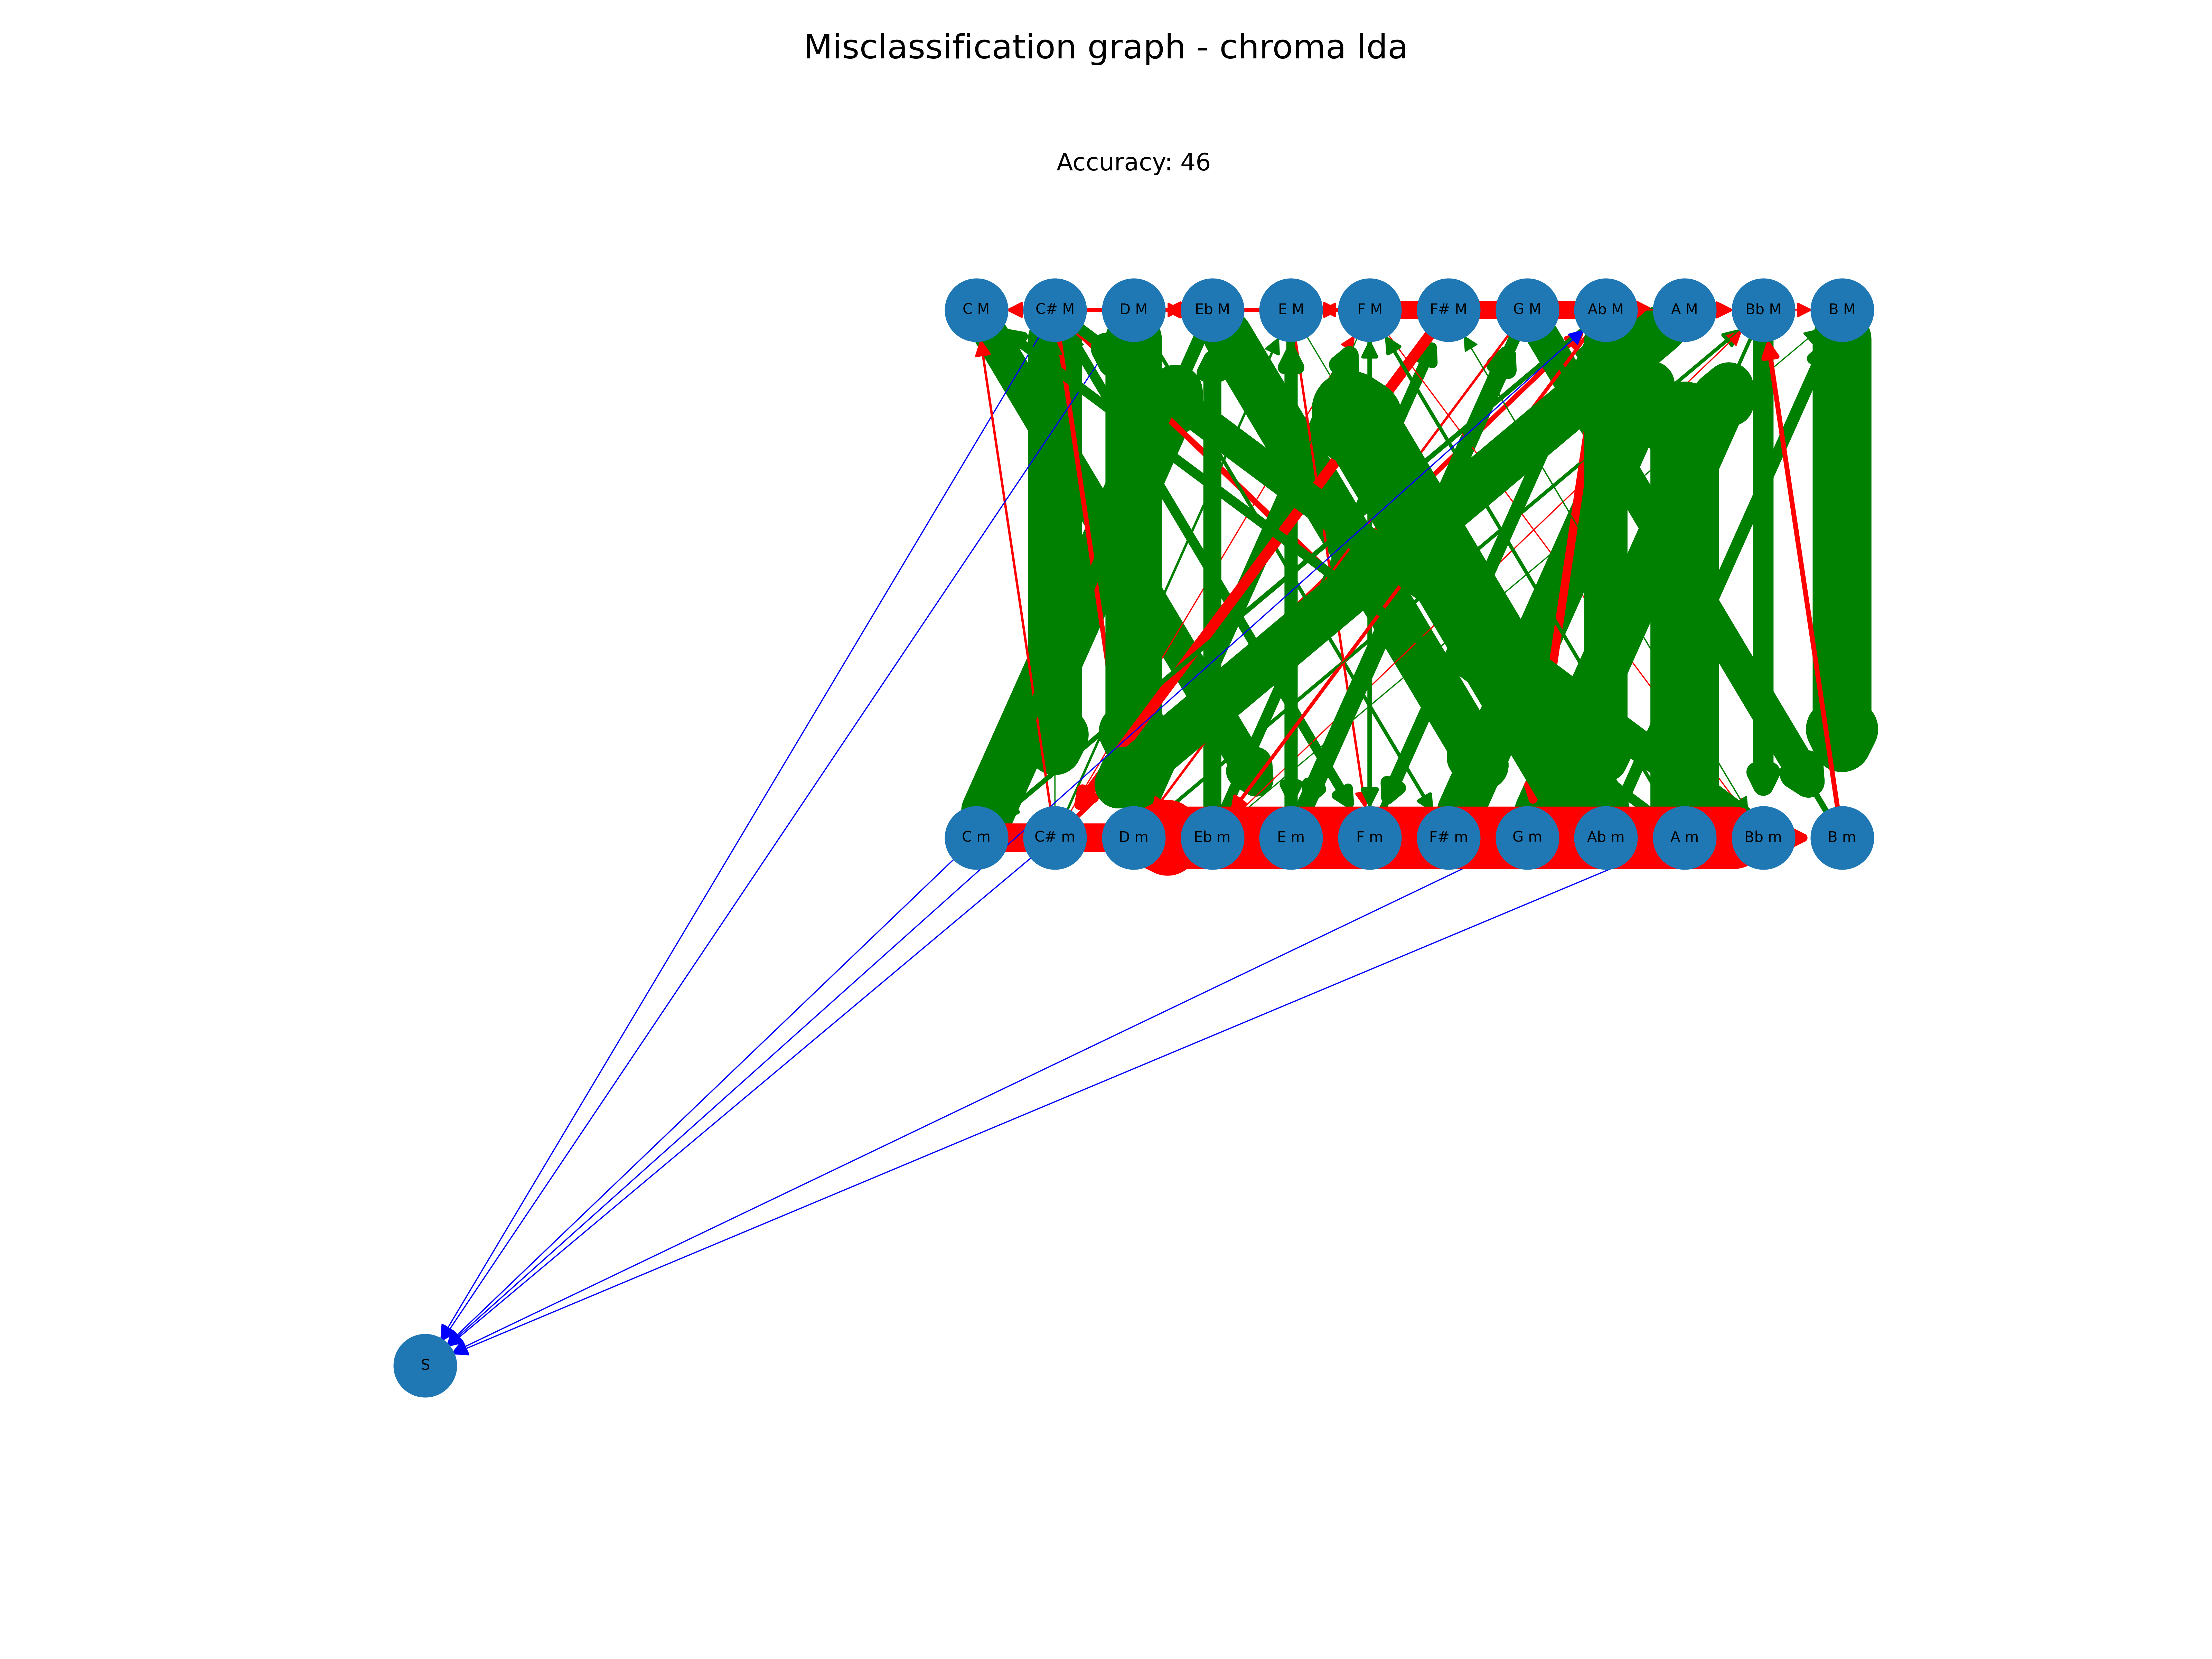 Misclassification graph - chroma lda
Accuracy: 46
C M C# M D M Eb M E M F M F# M G M Ab M A M Bb M B M
C m C# m D m Eb m E m F m F# m G m Ab m A m Bb m B m
S